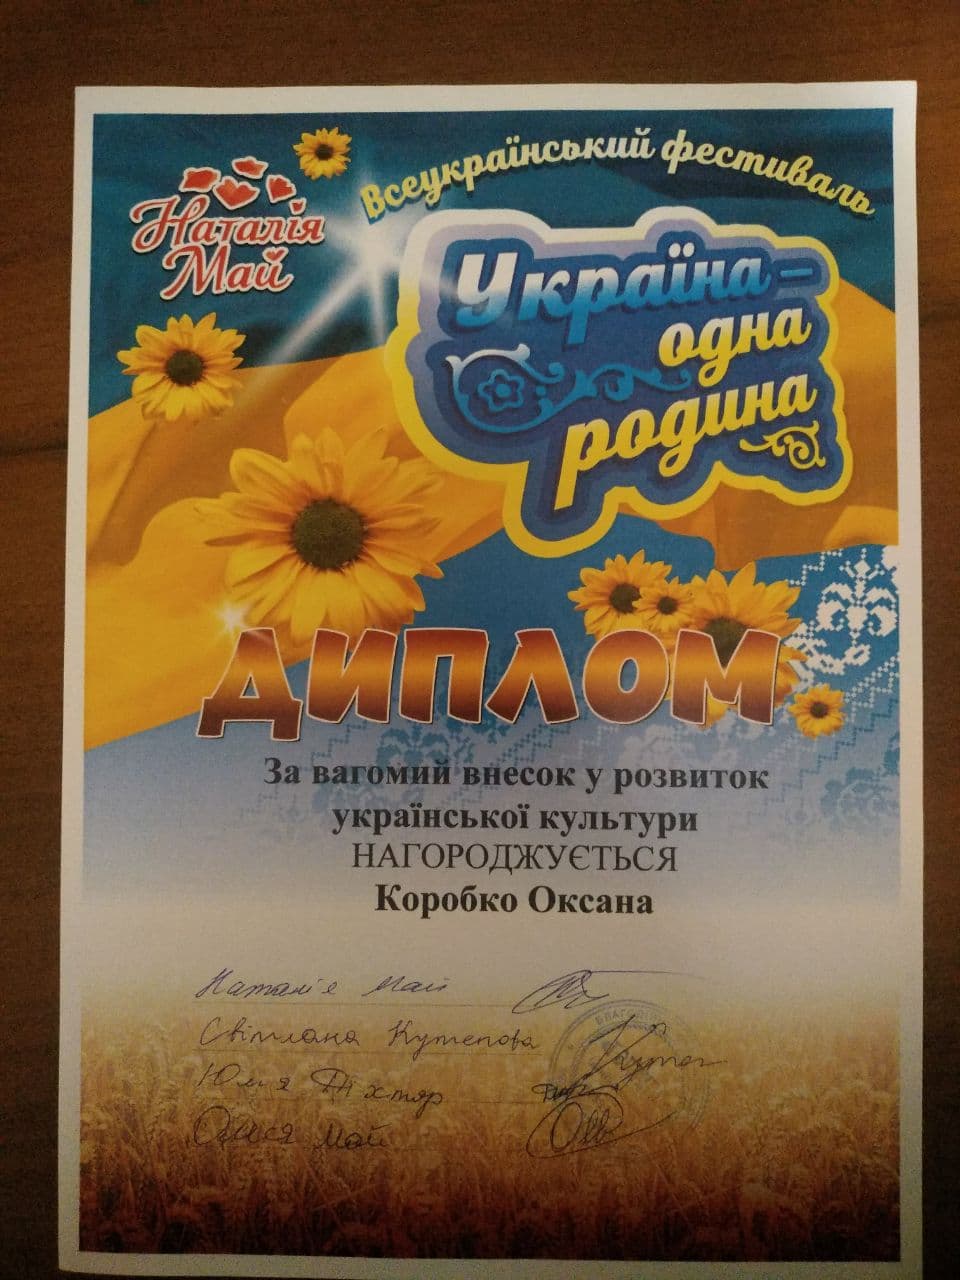 Наталія
Май
Всеукраїнський фестиваль
Україна –
одна
родина
ДИПЛОМ
За вагомий внесок у розвиток
української культури
НАГОРОДЖУЄТЬСЯ
Коробко Оксана
Наталія Май
Світлана Кутепова
Юлія Діхтяр
Олеся Май